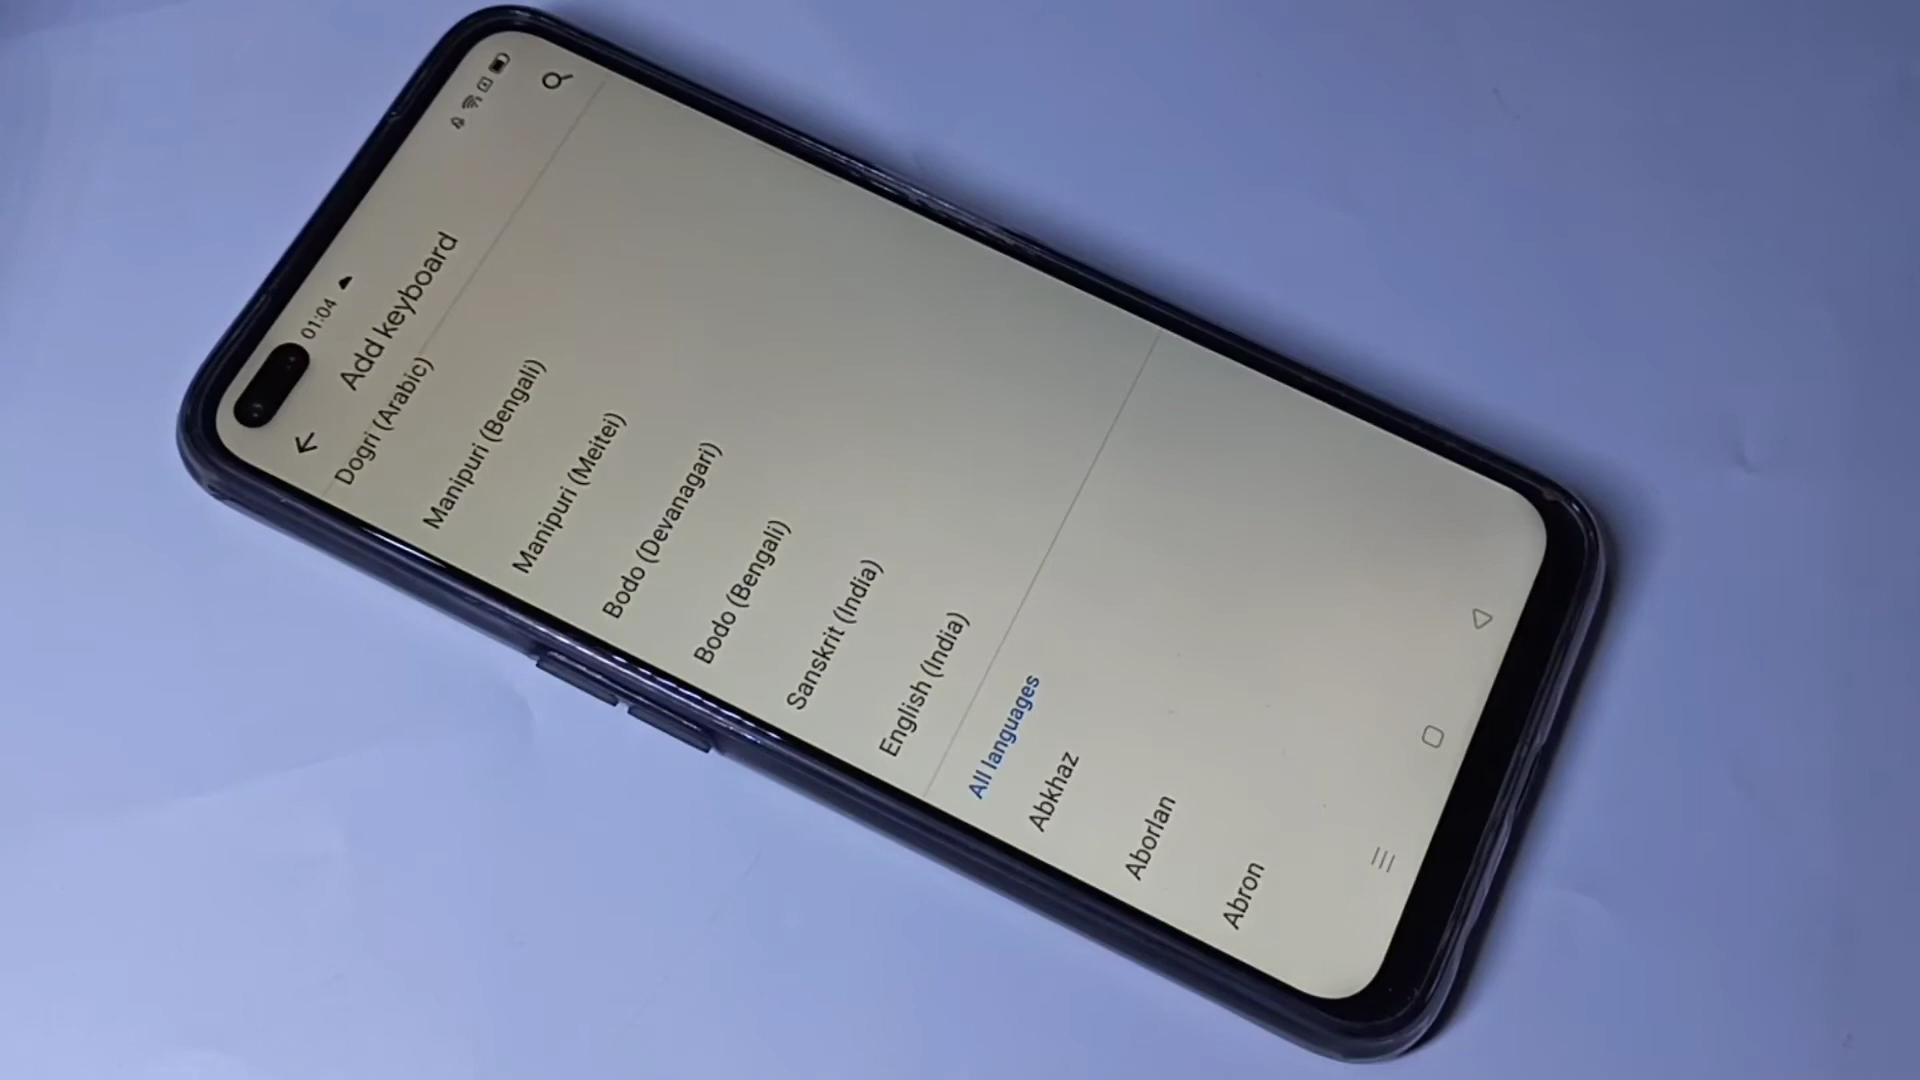 01:04
Add keyboard
Dogri (Arabic)
Manipuri (Bengali)
Manipuri (Meitei)
Bodo (Devanagari)
Bodo (Bengali)
Sanskrit (India)
English (India)
All languages
Abkhaz
Aborlan
Abron